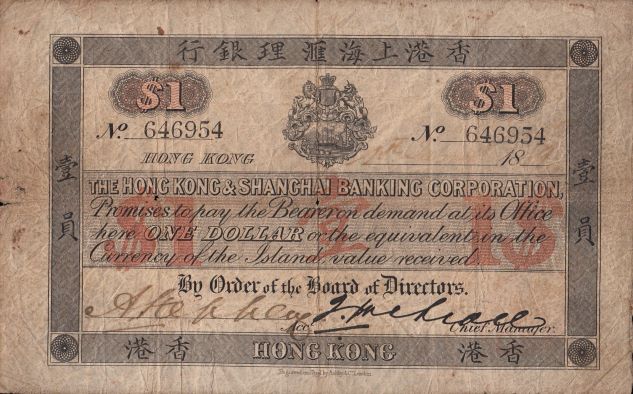 行銀理滙海上港香
$1 $1
No. 646954 No. 646954
HONG KONG 18
THE HONG KONG & SHANGHAI BANKING CORPORATION,
Promises to pay the Bearer on demand at its Office
here ONE DOLLAR or the equivalent in the
Currency of the Island, value received.
By Order of the Board of Directors.
Acc. Chief Manager.
壹員
壹員
港香 HONG KONG 港香